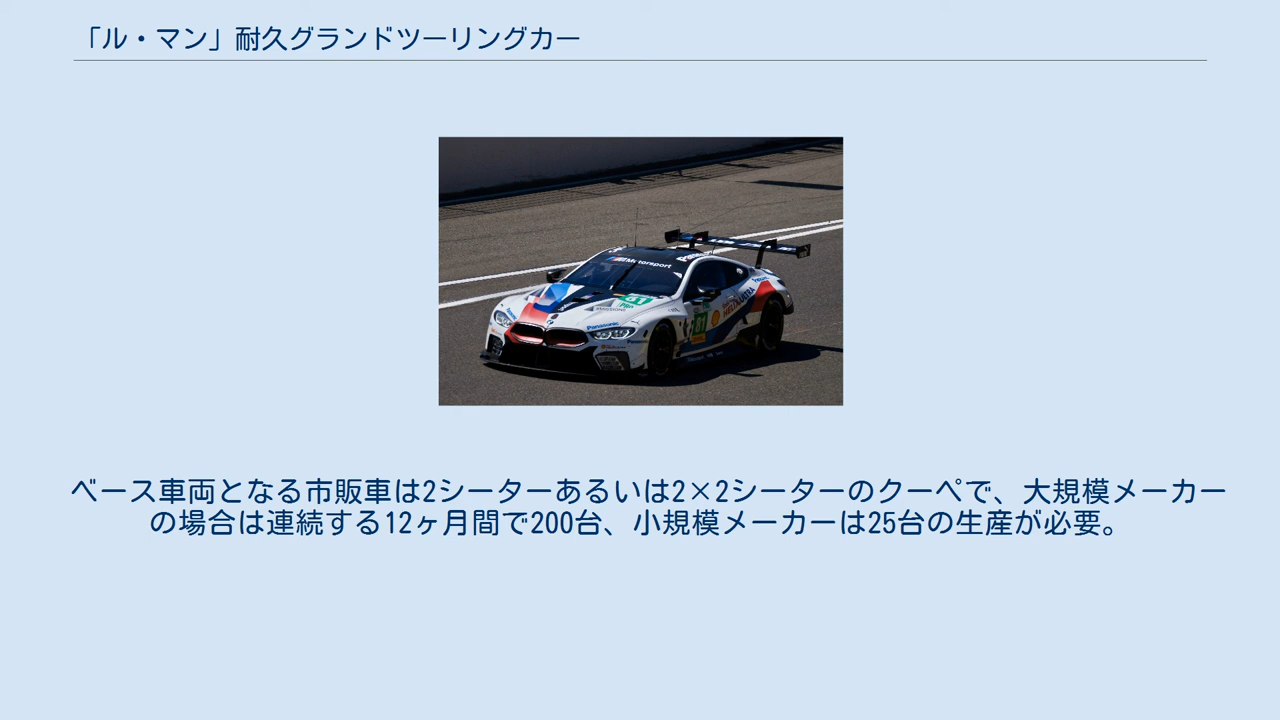 「ル・マン」耐久グランドツーリングカー
M Motorsport
81
Panasonic
81
ベース車両となる市販車は2シーターあるいは2×2シーターのクーペで、大規模メーカー
の場合は連続する12ヶ月間で200台、小規模メーカーは25台の生産が必要。